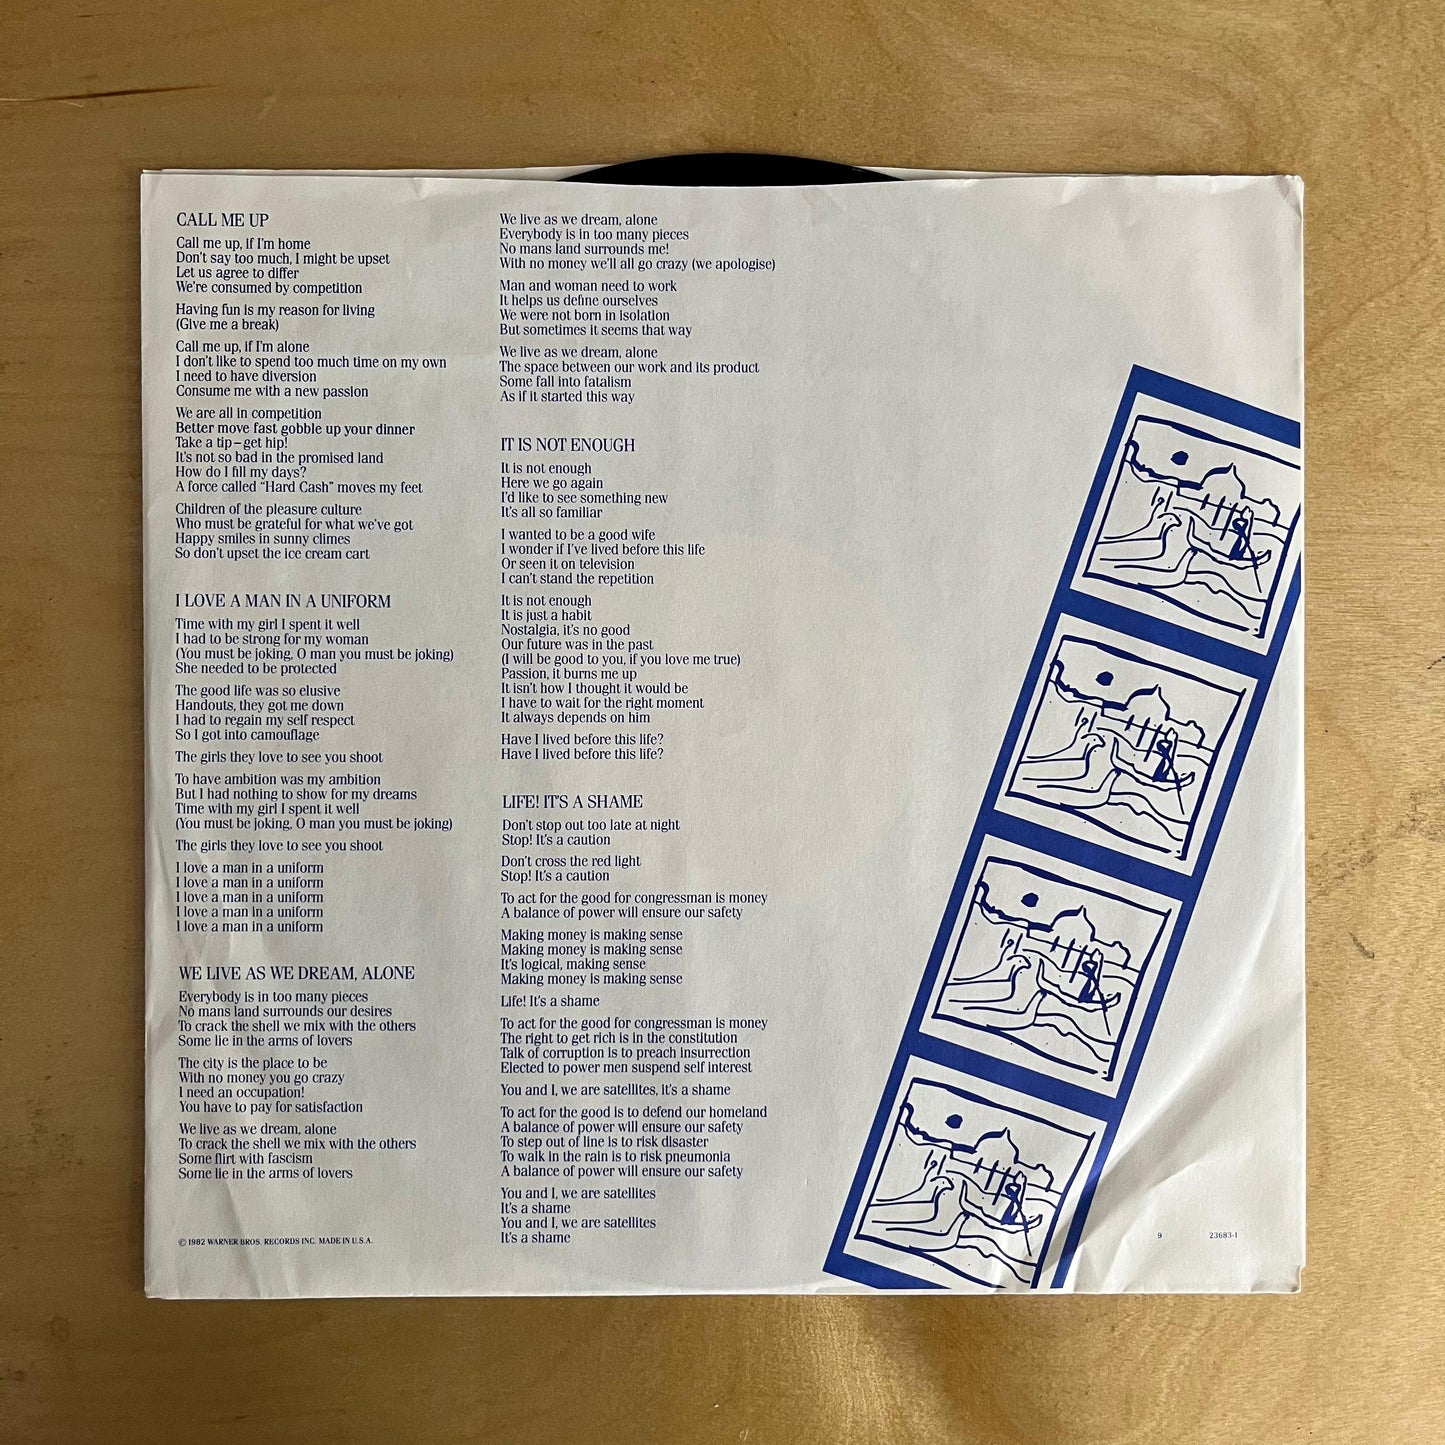 CALL ME UP
Call me up, if I'm home
Don't say too much, I might be upset
Let us agree to differ
We're consumed by competition
Having fun is my reason for living
(Give me a break)
Call me up, if I'm alone
I don't like to spend too much time on my own
I need to have diversion
Consume me with a new passion
We are all in competition
Better move fast gobble up your dinner
Take a tip – get hip!
It's not so bad in the promised land
How do I fill my days?
A force called “Hard Cash” moves my feet
Children of the pleasure culture
Who must be grateful for what we've got
Happy smiles in sunny climes
So don't upset the ice cream cart
I LOVE A MAN IN A UNIFORM
Time with my girl I spent it well
I had to be strong for my woman
(You must be joking, O man you must be joking)
She needed to be protected
The good life was so elusive
Handouts, they got me down
I had to regain my self respect
So I got into camouflage
The girls they love to see you shoot
To have ambition was my ambition
But I had nothing to show for my dreams
Time with my girl I spent it well
(You must be joking, O man you must be joking)
The girls they love to see you shoot
I love a man in a uniform
I love a man in a uniform
I love a man in a uniform
I love a man in a uniform
I love a man in a uniform
WE LIVE AS WE DREAM, ALONE
Everybody is in too many pieces
No mans land surrounds our desires
To crack the shell we mix with the others
Some lie in the arms of lovers
The city is the place to be
With no money you go crazy
I need an occupation!
You have to pay for satisfaction
We live as we dream, alone
To crack the shell we mix with the others
Some flirt with fascism
Some lie in the arms of lovers
© 1982 WARNER BROS. RECORDS INC. MADE IN U.S.A.
We live as we dream, alone
Everybody is in too many pieces
No mans land surrounds me!
With no money we'll all go crazy (we apologise)
Man and woman need to work
It helps us define ourselves
We were not born in isolation
But sometimes it seems that way
We live as we dream, alone
The space between our work and its product
Some fall into fatalism
As if it started this way
IT IS NOT ENOUGH
It is not enough
Here we go again
I'd like to see something new
It's all so familiar
I wanted to be a good wife
I wonder if I've lived before this life
Or seen it on television
I can't stand the repetition
It is not enough
It is just a habit
Nostalgia, it's no good
Our future was in the past
(I will be good to you, if you love me true)
Passion, it burns me up
It isn't how I thought it would be
I have to wait for the right moment
It always depends on him
Have I lived before this life?
Have I lived before this life?
LIFE! IT'S A SHAME
Don't stop out too late at night
Stop! It's a caution
Don't cross the red light
Stop! It's a caution
To act for the good for congressman is money
A balance of power will ensure our safety
Making money is making sense
Making money is making sense
It's logical, making sense
Making money is making sense
Life! It's a shame
To act for the good for congressman is money
The right to get rich is in the constitution
Talk of corruption is to preach insurrection
Elected to power men suspend self interest
You and I, we are satellites, it's a shame
To act for the good is to defend our homeland
A balance of power will ensure our safety
To step out of line is to risk disaster
To walk in the rain is to risk pneumonia
A balance of power will ensure our safety
You and I, we are satellites
It's a shame
You and I, we are satellites
It's a shame
9 23683-1